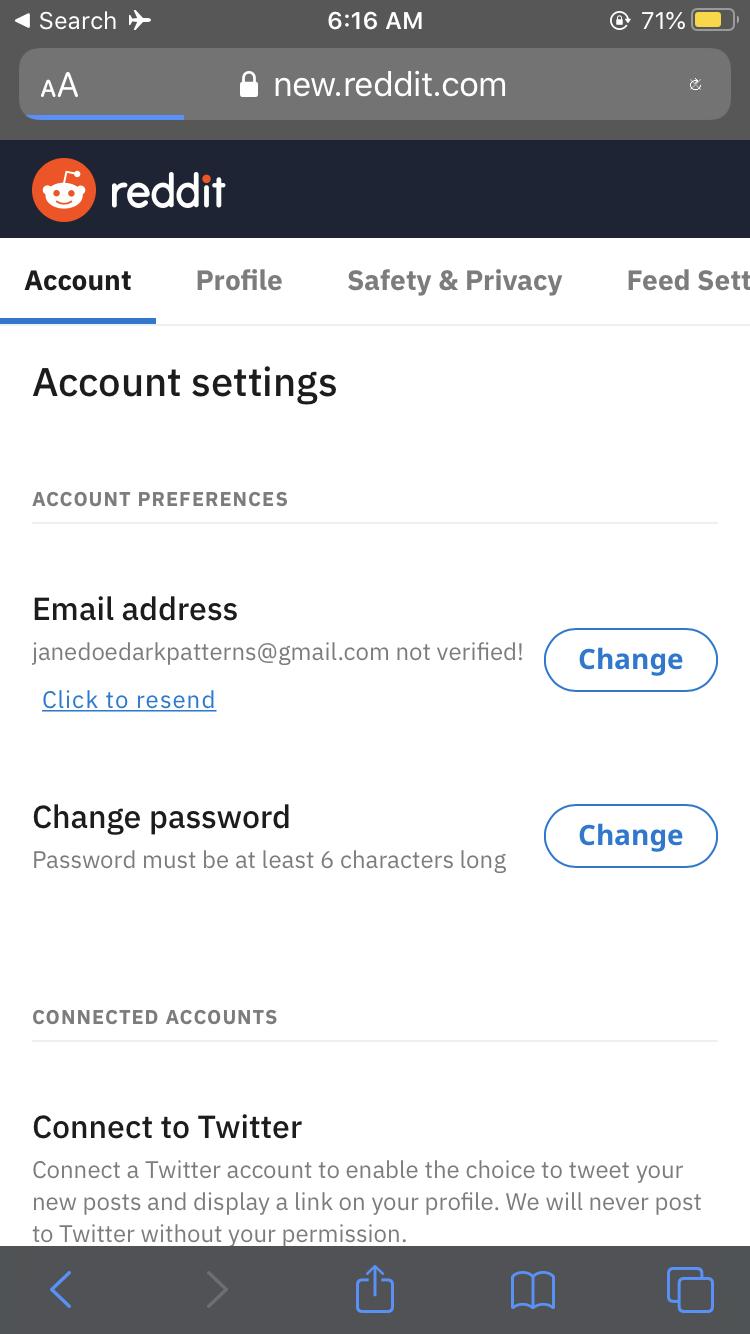 ◀ Search 6:16 AM 71%
AA new.reddit.com
reddit
Account Profile Safety & Privacy Feed Sett
Account settings
ACCOUNT PREFERENCES
Email address
janedoedarkpatterns@gmail.com not verified!
Change
Click to resend
Change password
Change
Password must be at least 6 characters long
CONNECTED ACCOUNTS
Connect to Twitter
Connect a Twitter account to enable the choice to tweet your
new posts and display a link on your profile. We will never post
to Twitter without your permission.